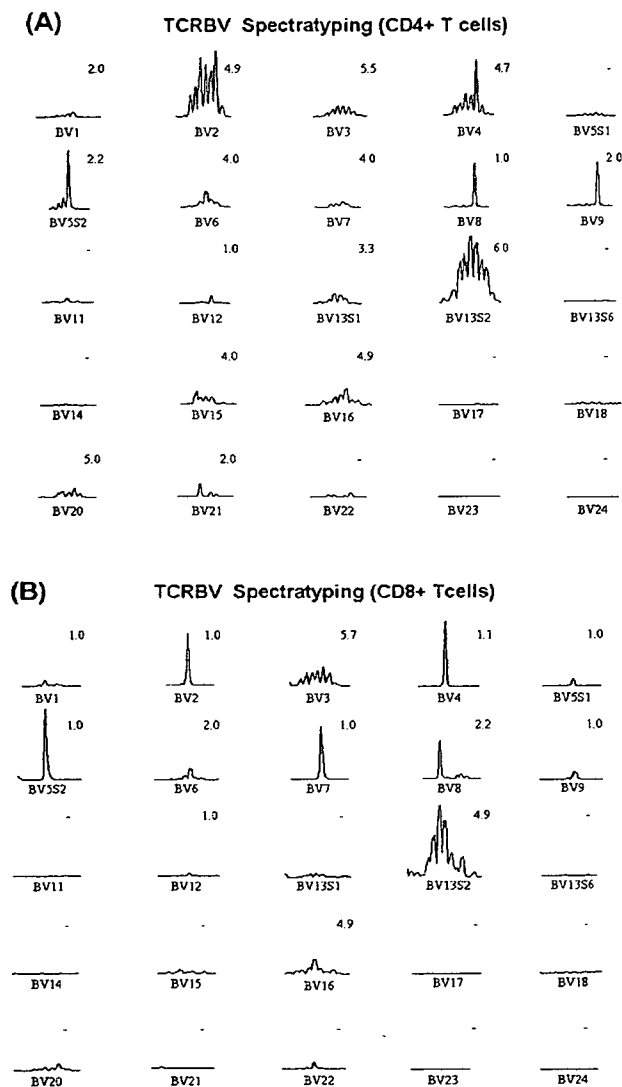 (A) TCRBV Spectratyping (CD4+ T cells)
2.0 4.9 5.5 4.7 -
BV1 BV2 BV3 BV4 BV5S1
2.2 4.0 4.0 1.0 2.0
BV5S2 BV6 BV7 BV8 BV9
- 1.0 3.3 6.0 -
BV11 BV12 BV13S1 BV13S2 BV13S6
- 4.0 4.9 - -
BV14 BV15 BV16 BV17 BV18
5.0 2.0 - - -
BV20 BV21 BV22 BV23 BV24
(B) TCRBV Spectratyping (CD8+ Tcells)
1.0 1.0 5.7 1.1 1.0
BV1 BV2 BV3 BV4 BV5S1
1.0 2.0 1.0 2.2 1.0
BV5S2 BV6 BV7 BV8 BV9
- 1.0 - 4.9 -
BV11 BV12 BV13S1 BV13S2 BV13S6
- - 4.9 - -
BV14 BV15 BV16 BV17 BV18
- - - - -
BV20 BV21 BV22 BV23 BV24